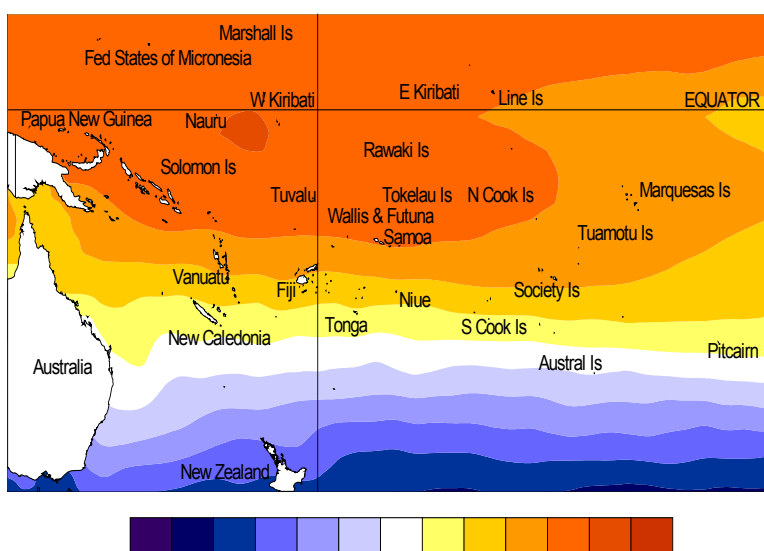 Marshall Is
Fed States of Micronesia
W Kiribati
E Kiribati
Line Is
EQUATOR
Papua New Guinea
Nauru
Rawaki Is
Solomon Is
Tuvalu
Tokelau Is
N Cook Is
Marquesas Is
Wallis & Futuna
Samoa
Tuamotu Is
Vanuatu
Fiji
Niue
Society Is
New Caledonia
Tonga
S Cook Is
Pitcairn
Australia
Austral Is
New Zealand